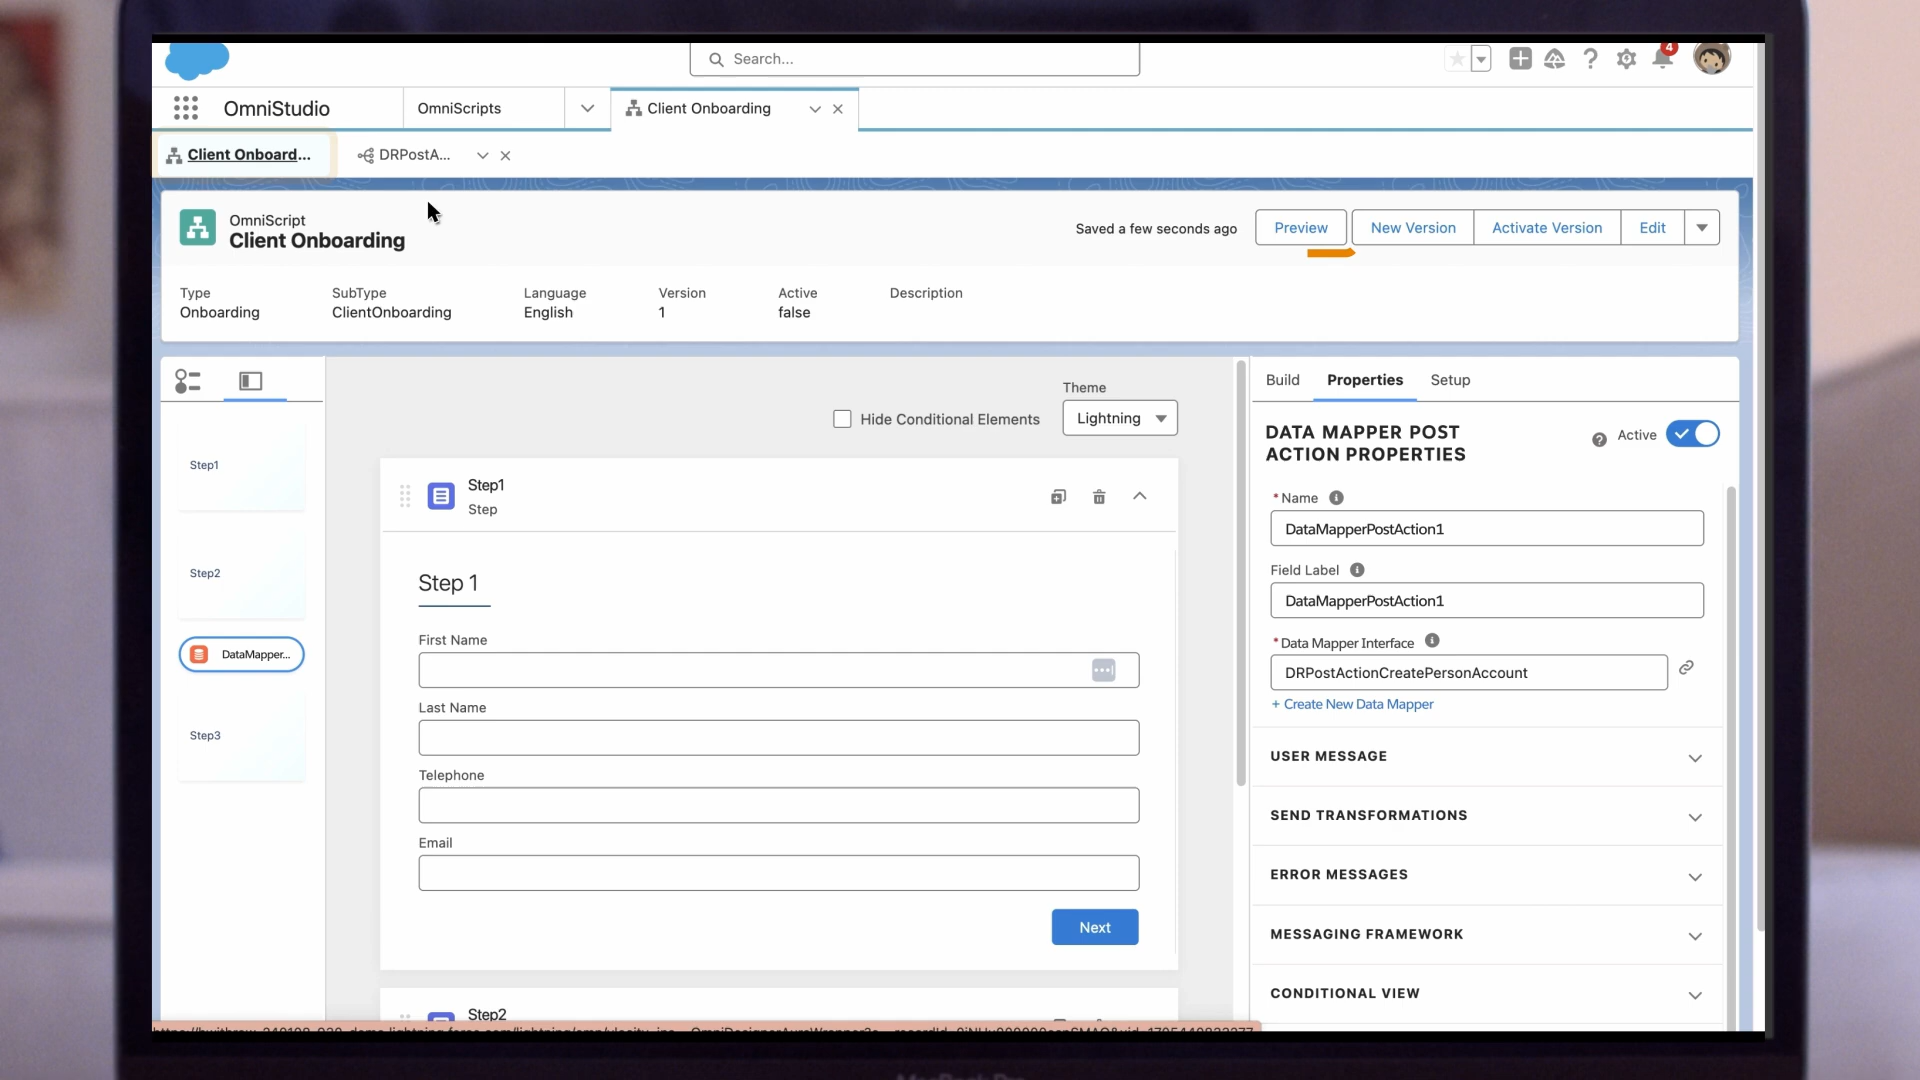 Search...
4
OmniStudio
OmniScripts
Client Onboarding
Client Onboard...
DRPostA...
OmniScript
Client Onboarding
Saved a few seconds ago
Preview
New Version
Activate Version
Edit
Type
SubType
Language
Version
Active
Description
Onboarding
ClientOnboarding
English
1
false
Hide Conditional Elements
Theme
Lightning
Build
Properties
Setup
Step1
Step2
DataMapper...
Step3
Step1
Step
Step 1
First Name
Last Name
Telephone
Email
Next
Step2
DATA MAPPER POST
ACTION PROPERTIES
Active
*Name
DataMapperPostAction1
Field Label
DataMapperPostAction1
*Data Mapper Interface
DRPostActionCreatePersonAccount
+ Create New Data Mapper
USER MESSAGE
SEND TRANSFORMATIONS
ERROR MESSAGES
MESSAGING FRAMEWORK
CONDITIONAL VIEW